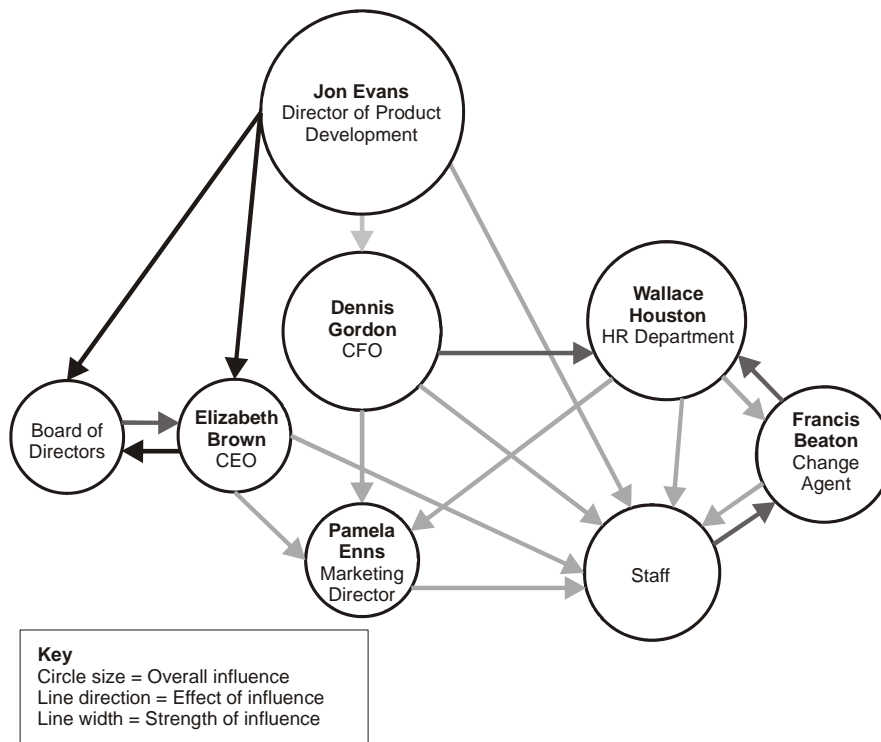 Jon Evans
Director of Product
Development
Dennis
Gordon
CFO
Wallace
Houston
HR Department
Board of
Directors
Elizabeth
Brown
CEO
Francis
Beaton
Change
Agent
Pamela
Enns
Marketing
Director
Staff
Key
Circle size = Overall influence
Line direction = Effect of influence
Line width = Strength of influence